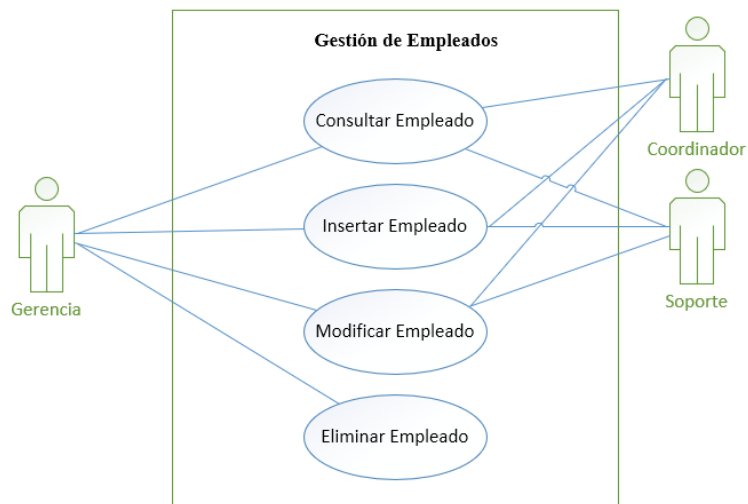 Gestión de Empleados
Consultar Empleado
Coordinador
Insertar Empleado
Gerencia
Soporte
Modificar Empleado
Eliminar Empleado